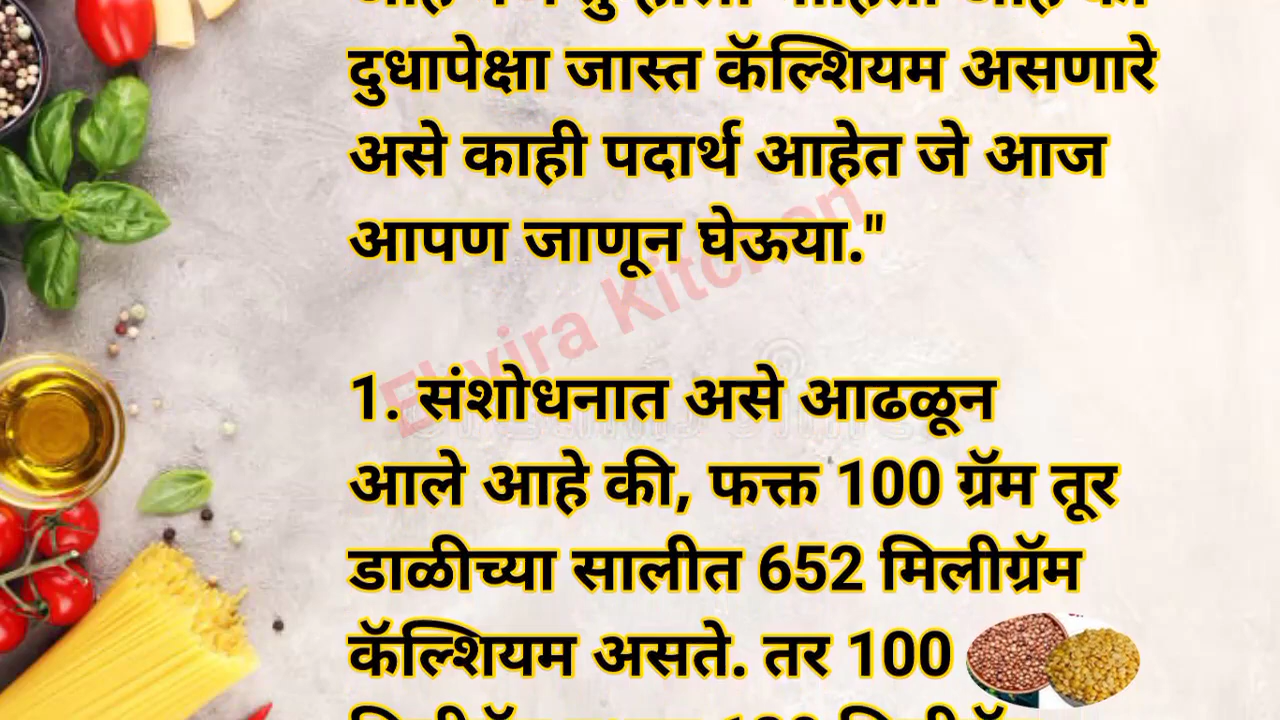 दुधापेक्षा जास्त कॅल्शियम असणारे
असे काही पदार्थ आहेत जे आज
आपण जाणून घेऊया."
Ekvira Kitchen
1. संशोधनात असे आढळून
आले आहे की, फक्त 100 ग्रॅम तूर
डाळीच्या सालीत 652 मिलीग्रॅम
कॅल्शियम असते. तर 100